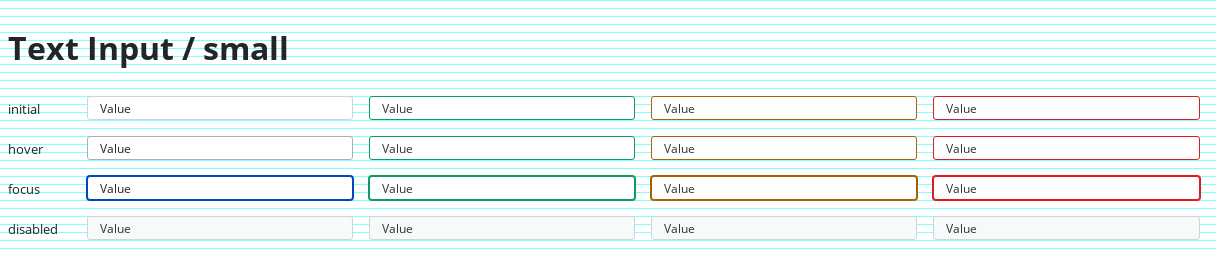 Text Input / small
initial Value Value Value Value
hover Value Value Value Value
focus Value Value Value Value
disabled Value Value Value Value